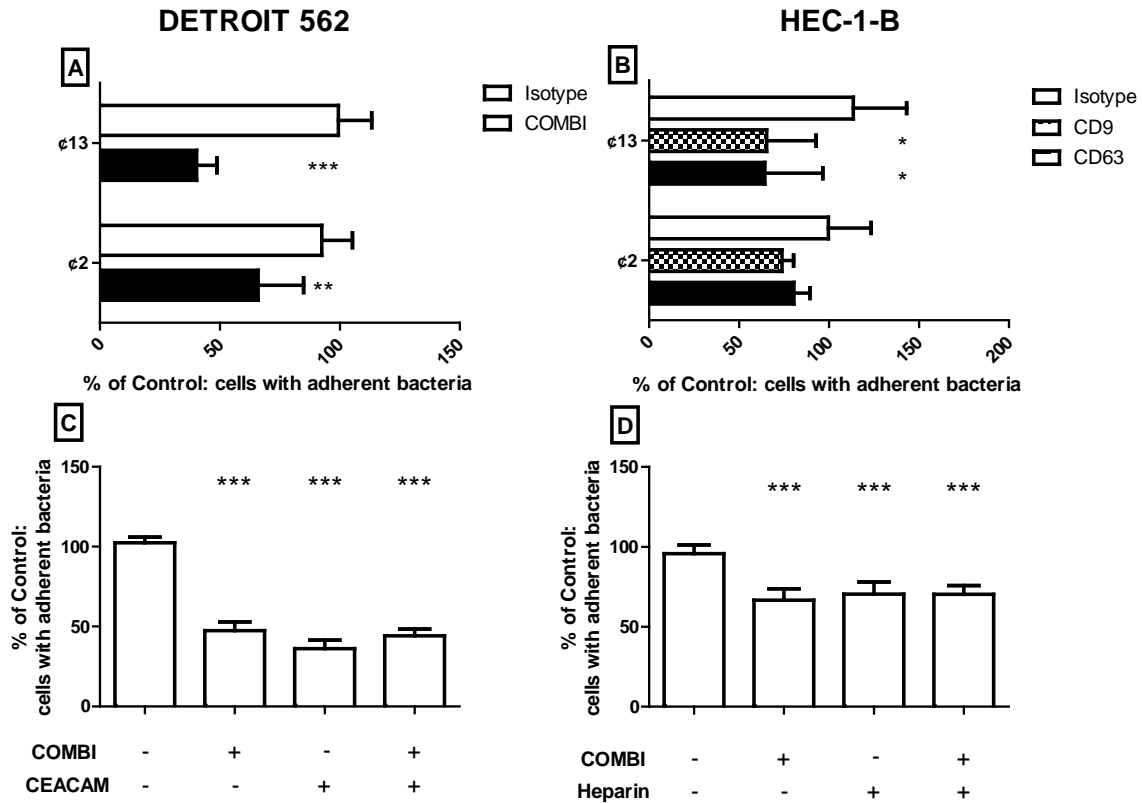 DETROIT 562
HEC-1-B
A
Isotype
COMBI
¢13
***
¢2
**
0
50
100
150
% of Control: cells with adherent bacteria
B
Isotype
CD9
CD63
¢13
*
*
¢2
0
50
100
150
200
% of Control: cells with adherent bacteria
C
% of Control:
cells with adherent bacteria
150
100
50
0
*** *** ***
COMBI - + - +
CEACAM - - + +
D
% of Control:
cells with adherent bacteria
150
100
50
0
*** *** ***
COMBI - + - +
Heparin - - + +